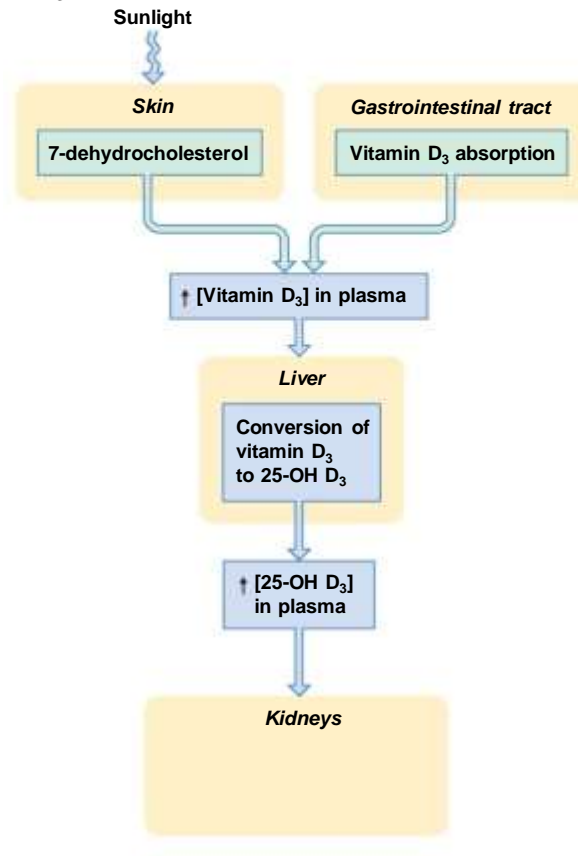 Sunlight
Skin
7-dehydrocholesterol
Gastrointestinal tract
Vitamin D₃ absorption
↑ [Vitamin D₃] in plasma
Liver
Conversion of
vitamin D₃
to 25-OH D₃
↑ [25-OH D₃]
in plasma
Kidneys